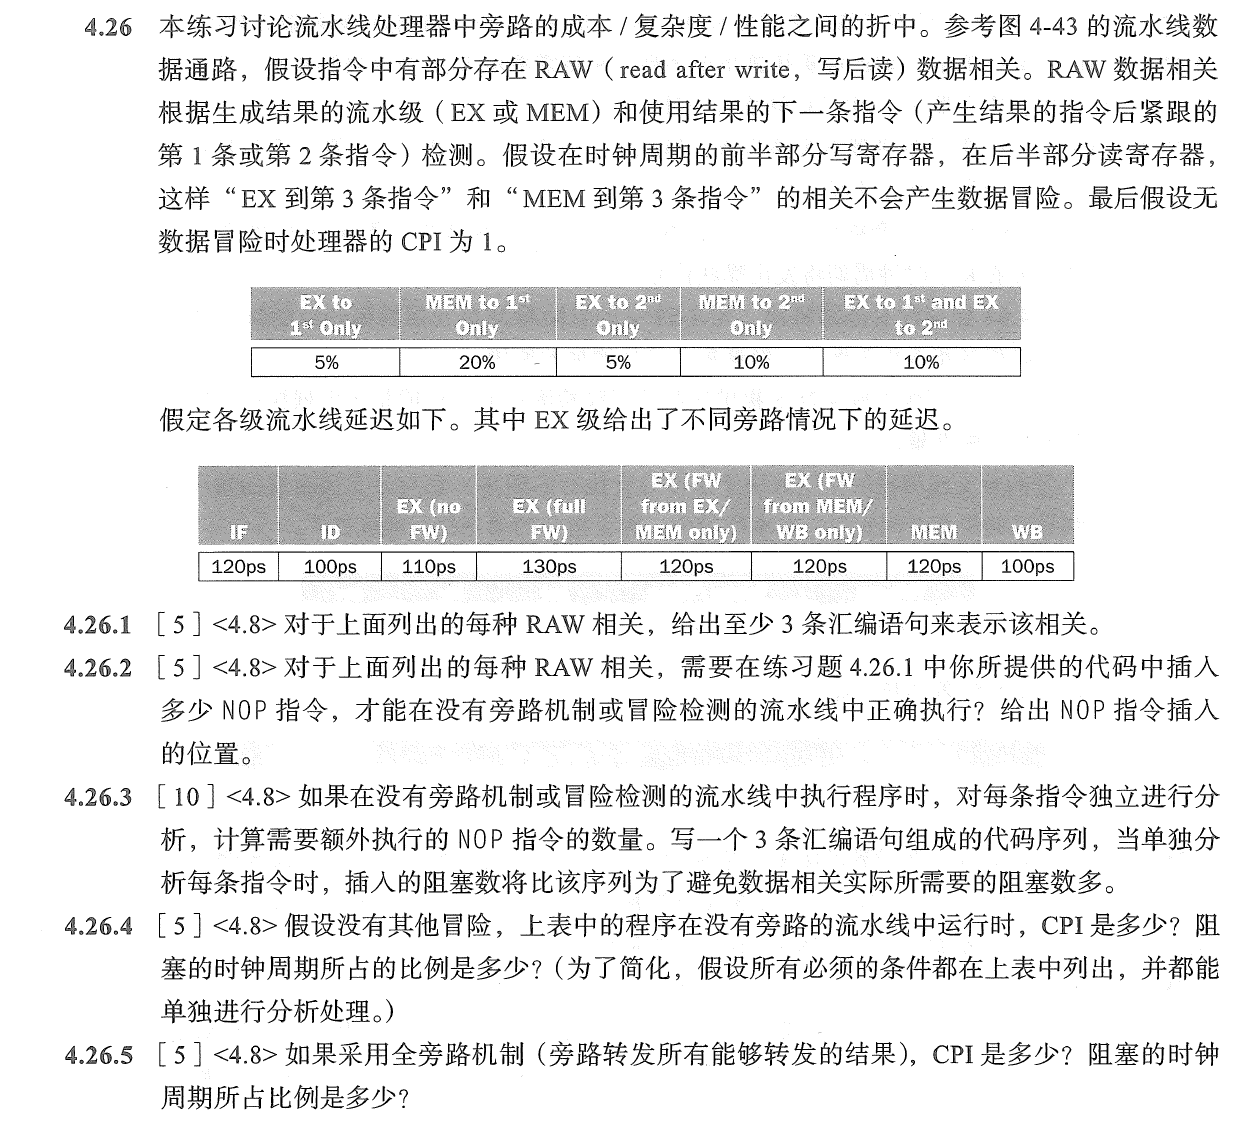 4.26 本练习讨论流水线处理器中旁路的成本 / 复杂度 / 性能之间的折中。参考图 4-43 的流水线数
据通路，假设指令中有部分存在 RAW（read after write，写后读）数据相关。RAW 数据相关
根据生成结果的流水级（EX 或 MEM）和使用结果的下一条指令（产生结果的指令后紧跟的
第 1 条或第 2 条指令）检测。假设在时钟周期的前半部分写寄存器，在后半部分读寄存器，
这样“EX 到第 3 条指令”和“MEM 到第 3 条指令”的相关不会产生数据冒险。最后假设无
数据冒险时处理器的 CPI 为 1。
EX to 1st Only MEM to 1st Only EX to 2nd Only MEM to 2nd Only EX to 1st and EX to 2nd
5% 20% 5% 10% 10%
假定各级流水线延迟如下。其中 EX 级给出了不同旁路情况下的延迟。
IF ID EX (no FW) EX (full FW) EX (FW from EX/ MEM only) EX (FW from MEM/ WB only) MEM WB
120ps 100ps 110ps 130ps 120ps 120ps 120ps 100ps
4.26.1 [ 5 ] <4.8> 对于上面列出的每种 RAW 相关，给出至少 3 条汇编语句来表示该相关。
4.26.2 [ 5 ] <4.8> 对于上面列出的每种 RAW 相关，需要在练习题 4.26.1 中你所提供的代码中插入
多少 NOP 指令，才能在没有旁路机制或冒险检测的流水线中正确执行？给出 NOP 指令插入
的位置。
4.26.3 [ 10 ] <4.8> 如果在没有旁路机制或冒险检测的流水线中执行程序时，对每条指令独立进行分
析，计算需要额外执行的 NOP 指令的数量。写一个 3 条汇编语句组成的代码序列，当单独分
析每条指令时，插入的阻塞数将比该序列为了避免数据相关实际所需要的阻塞数多。
4.26.4 [ 5 ] <4.8> 假设没有其他冒险，上表中的程序在没有旁路的流水线中运行时，CPI 是多少？阻
塞的时钟周期所占的比例是多少？（为了简化，假设所有必须的条件都在上表中列出，并都能
单独进行分析处理。）
4.26.5 [ 5 ] <4.8> 如果采用全旁路机制（旁路转发所有能够转发的结果），CPI 是多少？阻塞的时钟
周期所占比例是多少？